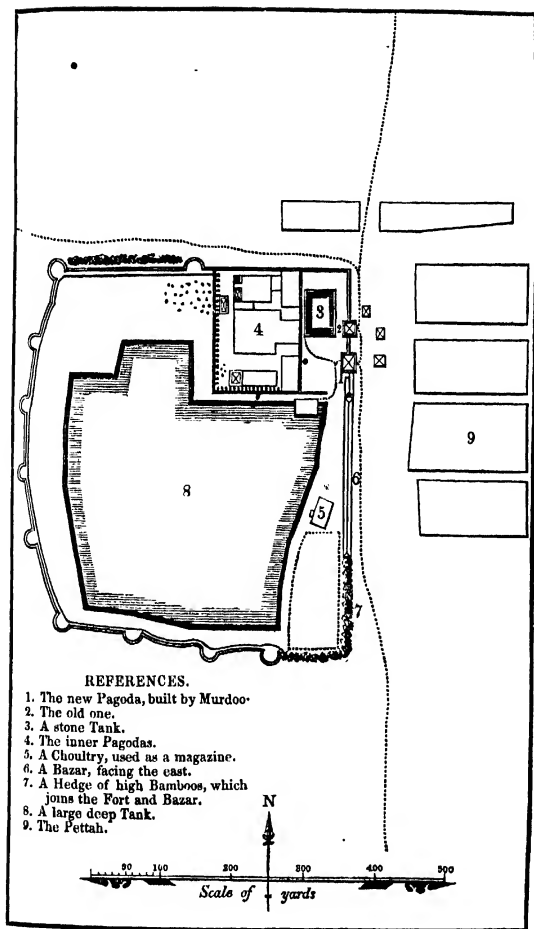 3
2
4
9
8
6
5
7
REFERENCES.
1. The new Pagoda, built by Murdoo·
2. The old one.
3. A stone Tank.
4. The inner Pagodas.
5. A Choultry, used as a magazine.
6. A Bazar, facing the east.
7. A Hedge of high Bamboos, which
joins the Fort and Bazar.
8. A large deep Tank.
9. The Pettah.
N
50 100 200 300 400 500
Scale of yards